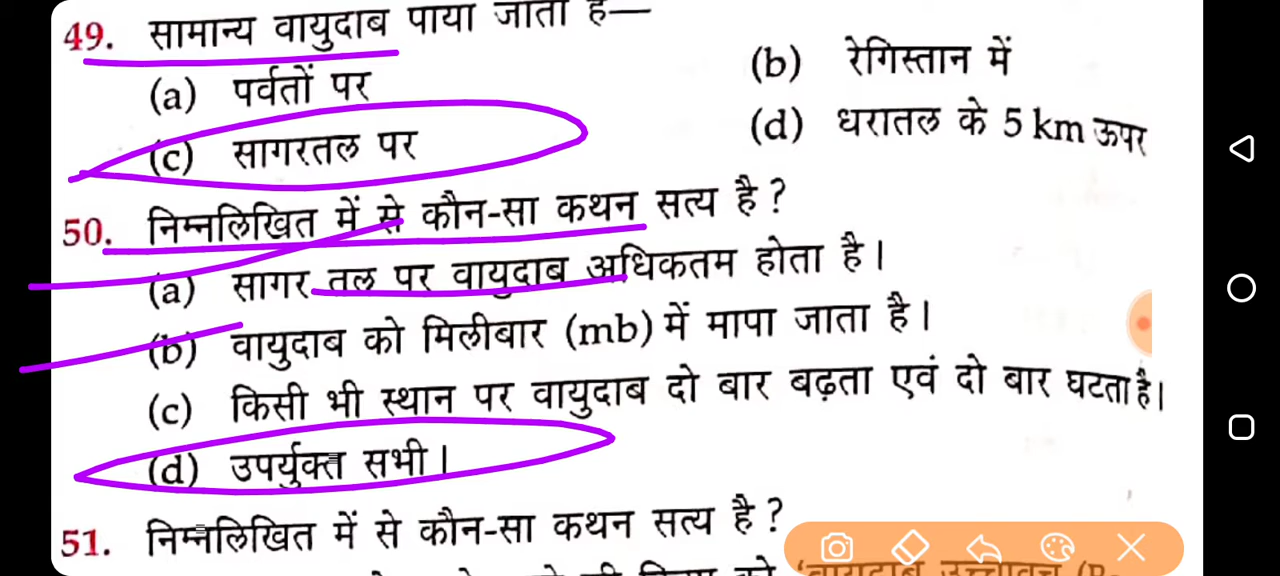 49. सामान्य वायुदाब पाया जाता है—
(a) पर्वतों पर (b) रेगिस्तान में
(c) सागरतल पर (d) धरातल के 5 km ऊपर
50. निम्नलिखित में से कौन-सा कथन सत्य है ?
(a) सागर तल पर वायुदाब अधिकतम होता है।
(b) वायुदाब को मिलीबार (mb) में मापा जाता है।
(c) किसी भी स्थान पर वायुदाब दो बार बढ़ता एवं दो बार घटता है।
(d) उपर्युक्त सभी।
51. निम्नलिखित में से कौन-सा कथन सत्य है ?